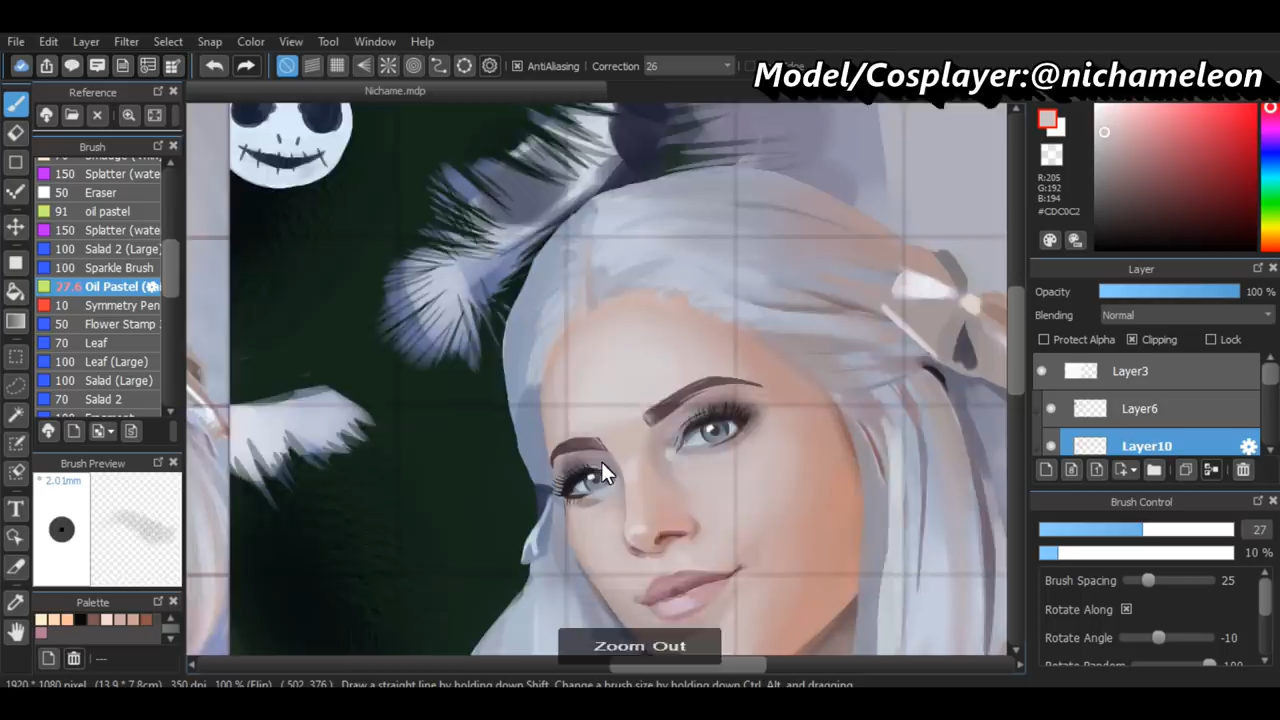 File Edit Layer Filter Select Snap Color View Tool Window Help
AntiAliasing Correction 26
Model/Cosplayer:@nichameleon
Reference
Nichame.mdp
Brush
150 Splatter (wate
50 Eraser
91 oil pastel
150 Splatter (wate
100 Salad 2 (Large)
100 Sparkle Brush
27.6 Oil Pastel (
10 Symmetry Pen
50 Flower Stamp
70 Leaf
100 Leaf (Large)
100 Salad (Large)
70 Salad 2
Brush Preview
* 2.01mm
Palette
---
Zoom Out
R:205
G:192
B:194
#CDC0C2
Layer
Opacity 100 %
Blending Normal
Protect Alpha Clipping Lock
Layer3
Layer6
Layer10
Brush Control
27
10 %
Brush Spacing 25
Rotate Along
Rotate Angle -10
Rotate Random 100
1920 * 1080 pixel (13.9 * 7.8cm) 350 dpi 100 % (Flip) ( 502, 376 ) Draw a straight line by holding down Shift, Change a brush size by holding down Ctrl, Alt, and dragging